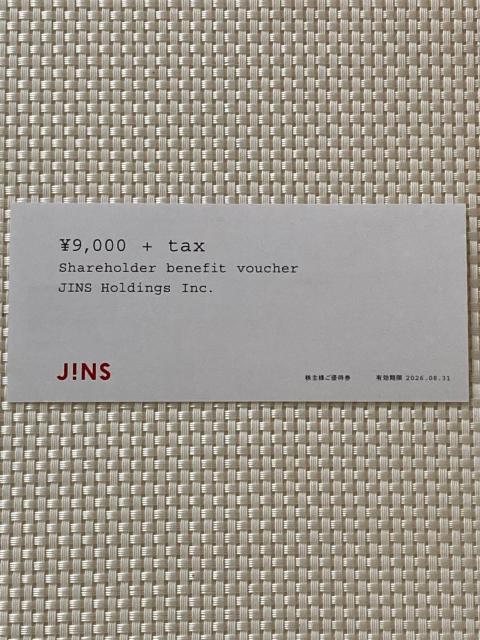 ¥9,000 + tax
Shareholder benefit voucher
JINS Holdings Inc.
J!NS
株主様ご優待券 有効期限 2026.08.31